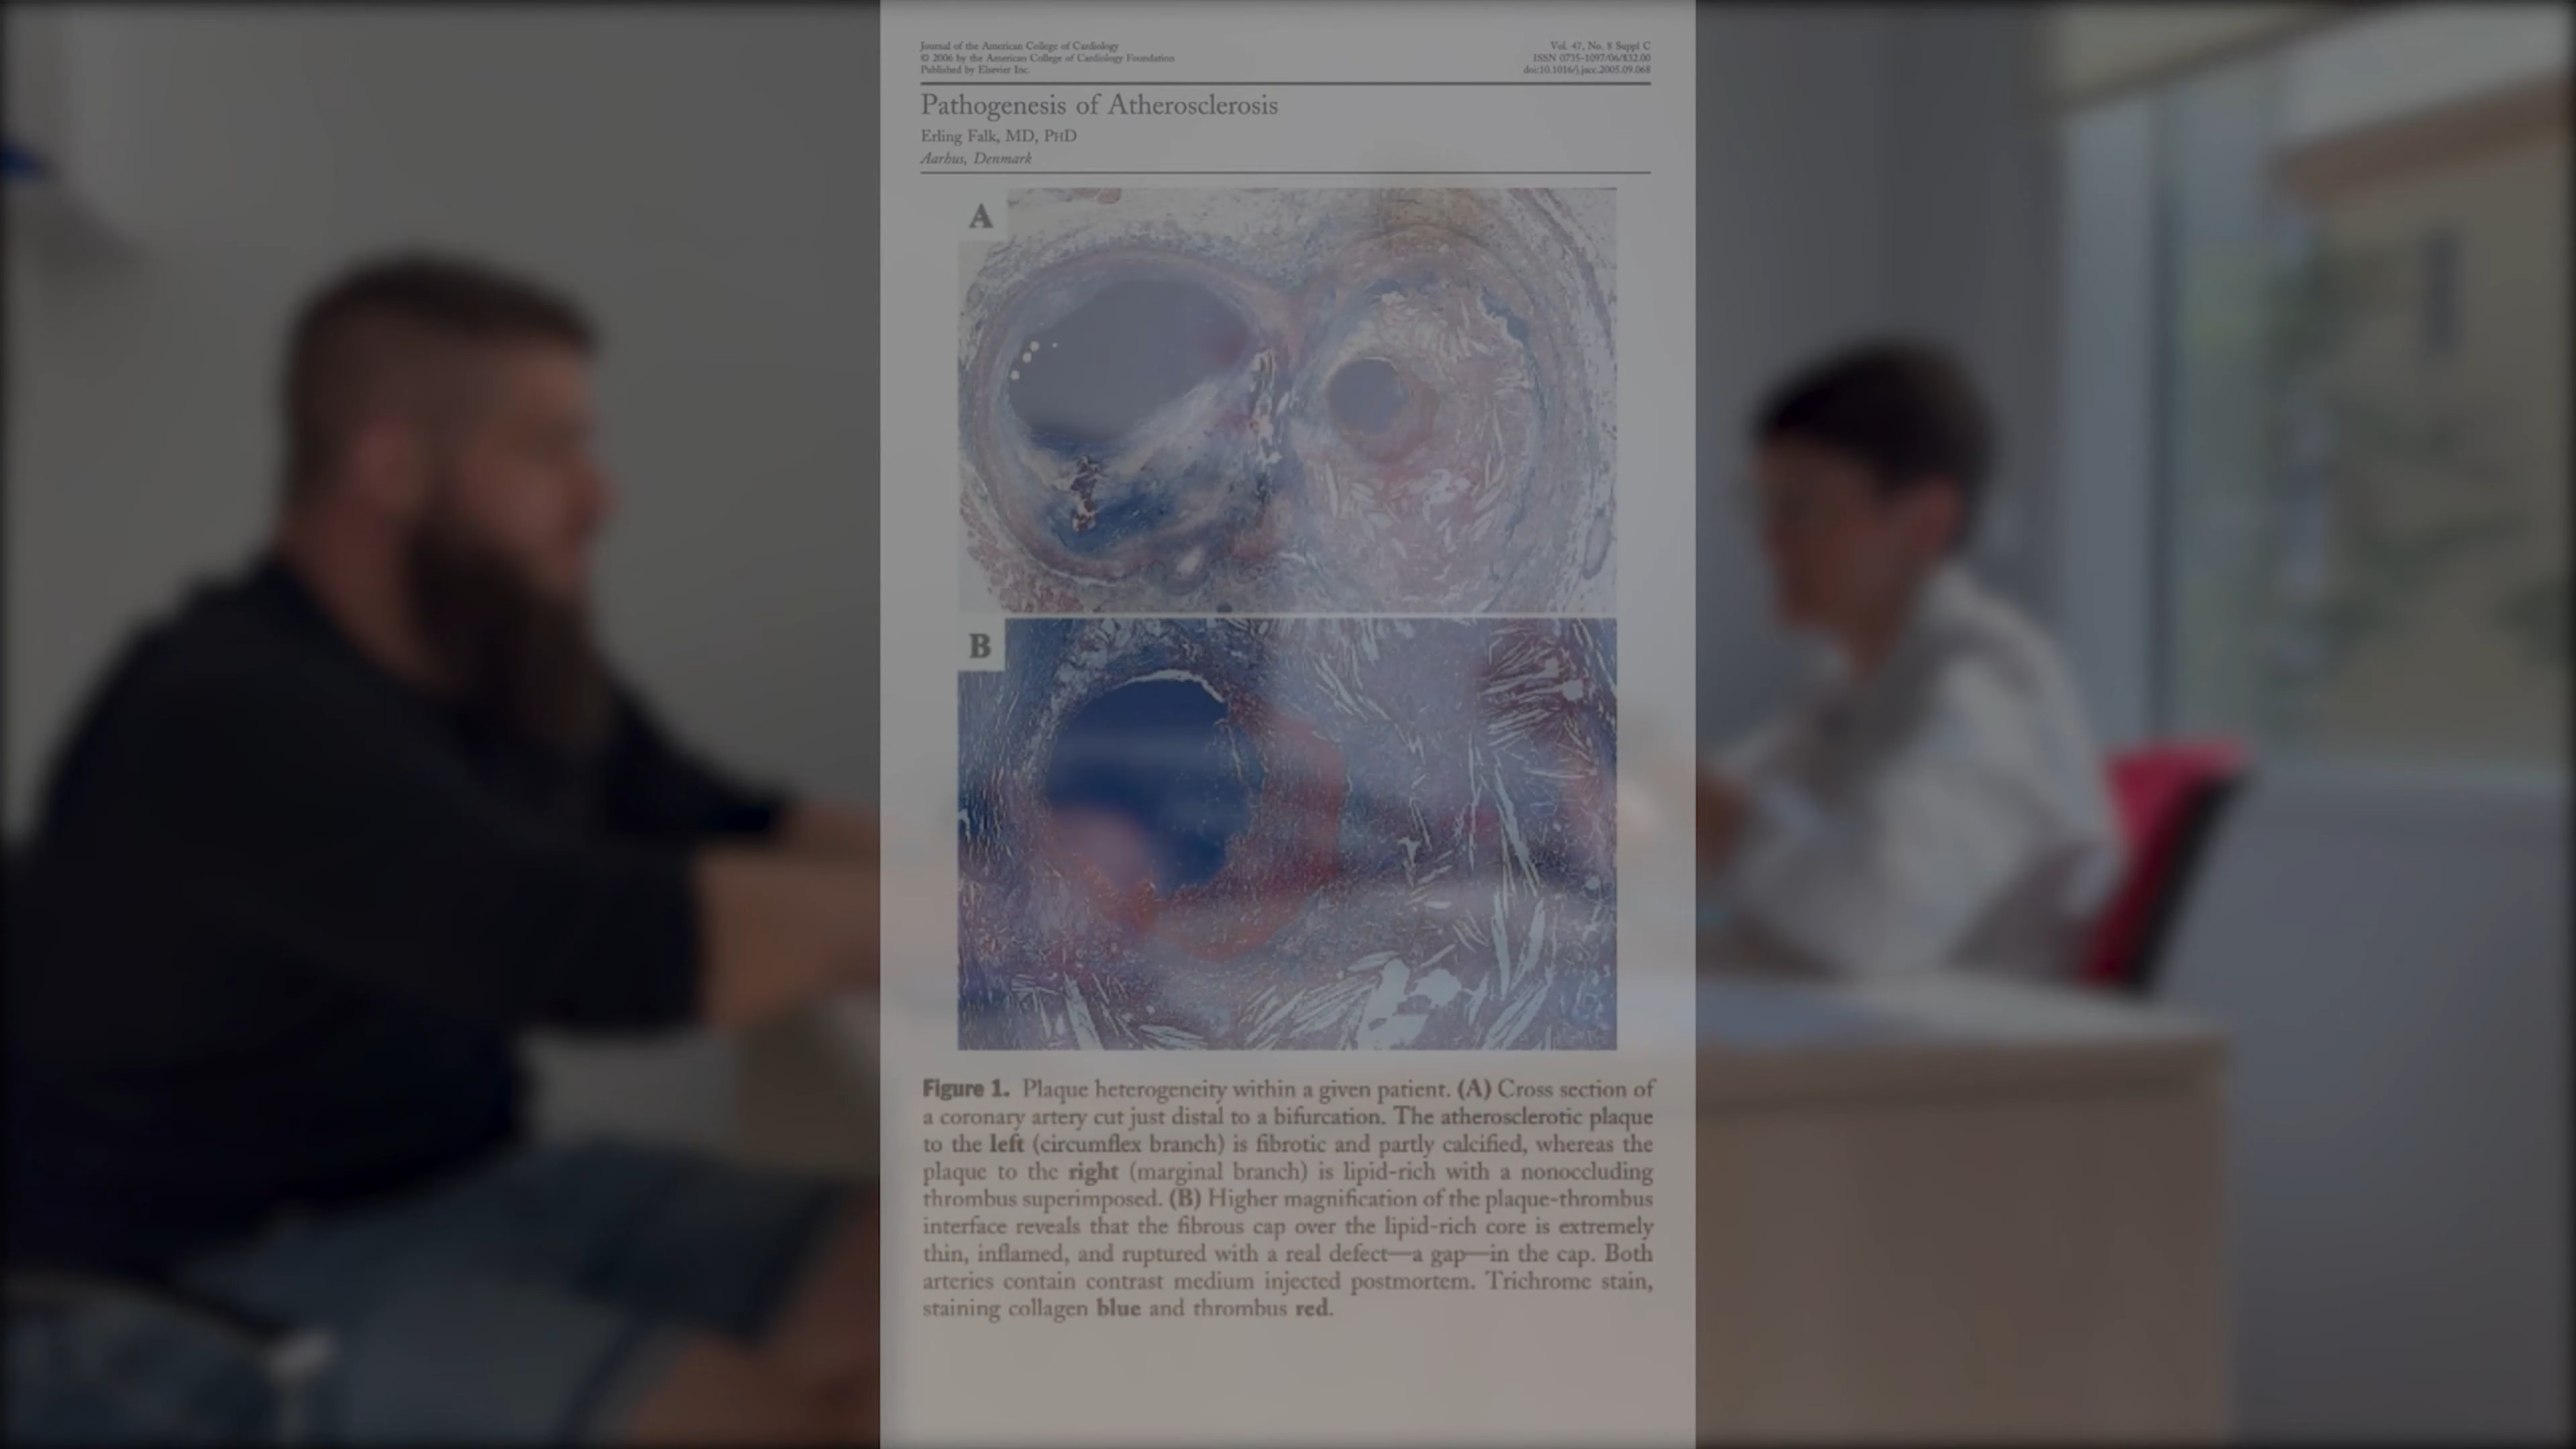 Journal of the American College of Cardiology
© 2006 by the American College of Cardiology Foundation
Published by Elsevier Inc.
Vol. 47, No. 8 Suppl C
ISSN 0735-1097/06/$32.00
doi:10.1016/j.jacc.2005.09.068
Pathogenesis of Atherosclerosis
Erling Falk, MD, PHD
Aarhus, Denmark
A
B
Figure 1. Plaque heterogeneity within a given patient. (A) Cross section of
a coronary artery cut just distal to a bifurcation. The atherosclerotic plaque
to the left (circumflex branch) is fibrotic and partly calcified, whereas the
plaque to the right (marginal branch) is lipid-rich with a nonoccluding
thrombus superimposed. (B) Higher magnification of the plaque-thrombus
interface reveals that the fibrous cap over the lipid-rich core is extremely
thin, inflamed, and ruptured with a real defect—a gap—in the cap. Both
arteries contain contrast medium injected postmortem. Trichrome stain,
staining collagen blue and thrombus red.